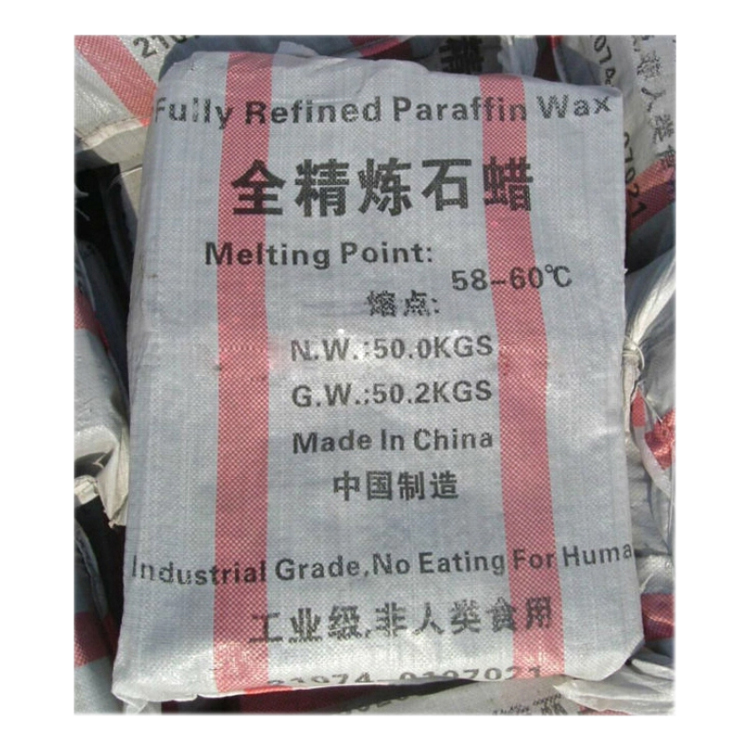 Fully Refined Paraffin Wax
全精炼石蜡
Melting Point:
58-60℃
熔点:
N.W.:50.0KGS
G.W.:50.2KGS
Made In China
中国制造
Industrial Grade,No Eating For Huma
工业级,非人类食用